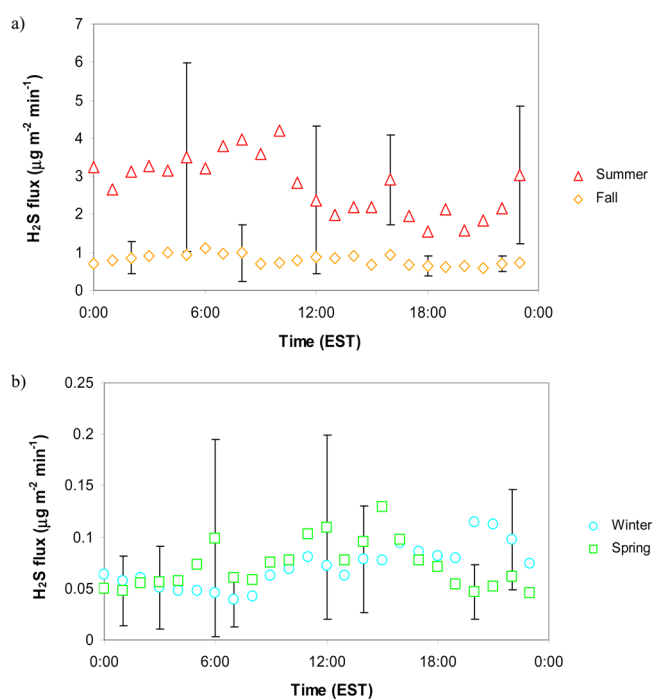 a)
7
6
5
4
3
2
1
0
H₂S flux (µg m⁻² min⁻¹)
0:00 6:00 12:00 18:00 0:00
Time (EST)
Summer
Fall
b)
0.25
0.2
0.15
0.1
0.05
0
H₂S flux (µg m⁻² min⁻¹)
0:00 6:00 12:00 18:00 0:00
Time (EST)
Winter
Spring